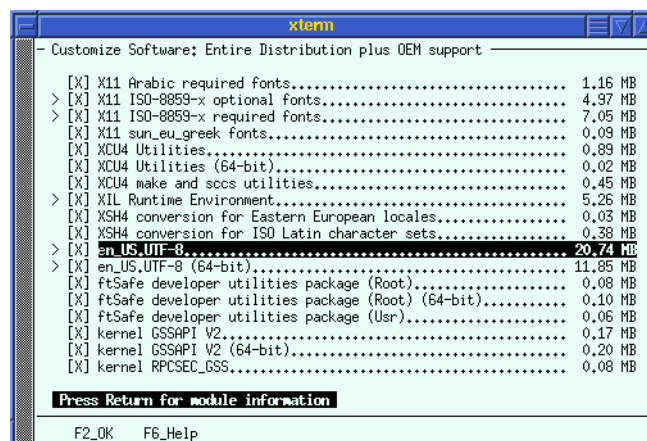 xterm
Customize Software: Entire Distribution plus OEM support
[X] X11 Arabic required fonts................................ 1.16 MB
> [X] X11 ISO-8859-x optional fonts............................ 4.97 MB
> [X] X11 ISO-8859-x required fonts............................ 7.05 MB
[X] X11 sun_eu_greek fonts................................... 0.09 MB
[X] XCU4 Utilities........................................... 0.89 MB
[X] XCU4 Utilities (64-bit).................................. 0.02 MB
[X] XCU4 make and sccs utilities............................. 0.45 MB
> [X] XIL Runtime Environment.................................. 5.26 MB
[X] XSH4 conversion for Eastern European locales............. 0.03 MB
[X] XSH4 conversion for ISO Latin character sets............. 0.38 MB
> [X] en_US.UTF-8.............................................. 20.74 MB
> [X] en_US.UTF-8 (64-bit)..................................... 11.85 MB
[X] ftSafe developer utilities package (Root)................ 0.08 MB
[X] ftSafe developer utilities package (Root) (64-bit)....... 0.10 MB
[X] ftSafe developer utilities package (Usr)................. 0.06 MB
[X] kernel GSSAPI V2......................................... 0.17 MB
[X] kernel GSSAPI V2 (64-bit)................................ 0.20 MB
[X] kernel RPCSEC_GSS........................................ 0.08 MB
Press Return for module information
F2_OK F6_Help